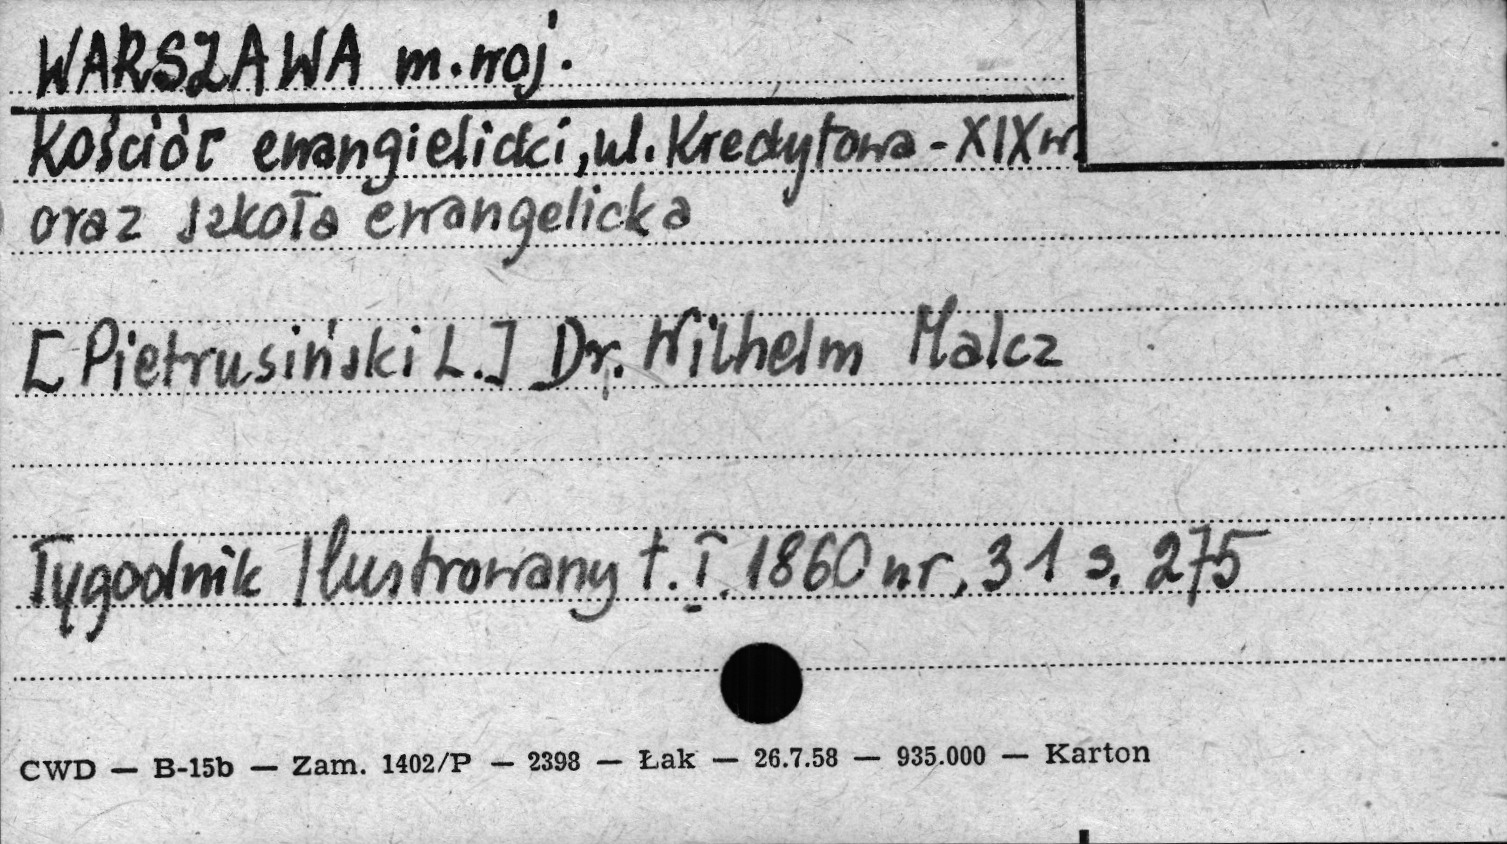 WARSZAWA m.woj.
Kościół ewangielicki, ul. Kredytowa - XIX w.
oraz szkoła ewangelicka
[Pietrusiński L.] Dr. Wilhelm Malcz
Tygodnik Ilustrowany t. I. 1860 nr. 31 s. 275
CWD — B-15b — Zam. 1402/P — 2398 — Łak — 26.7.58 — 935.000 — Karton